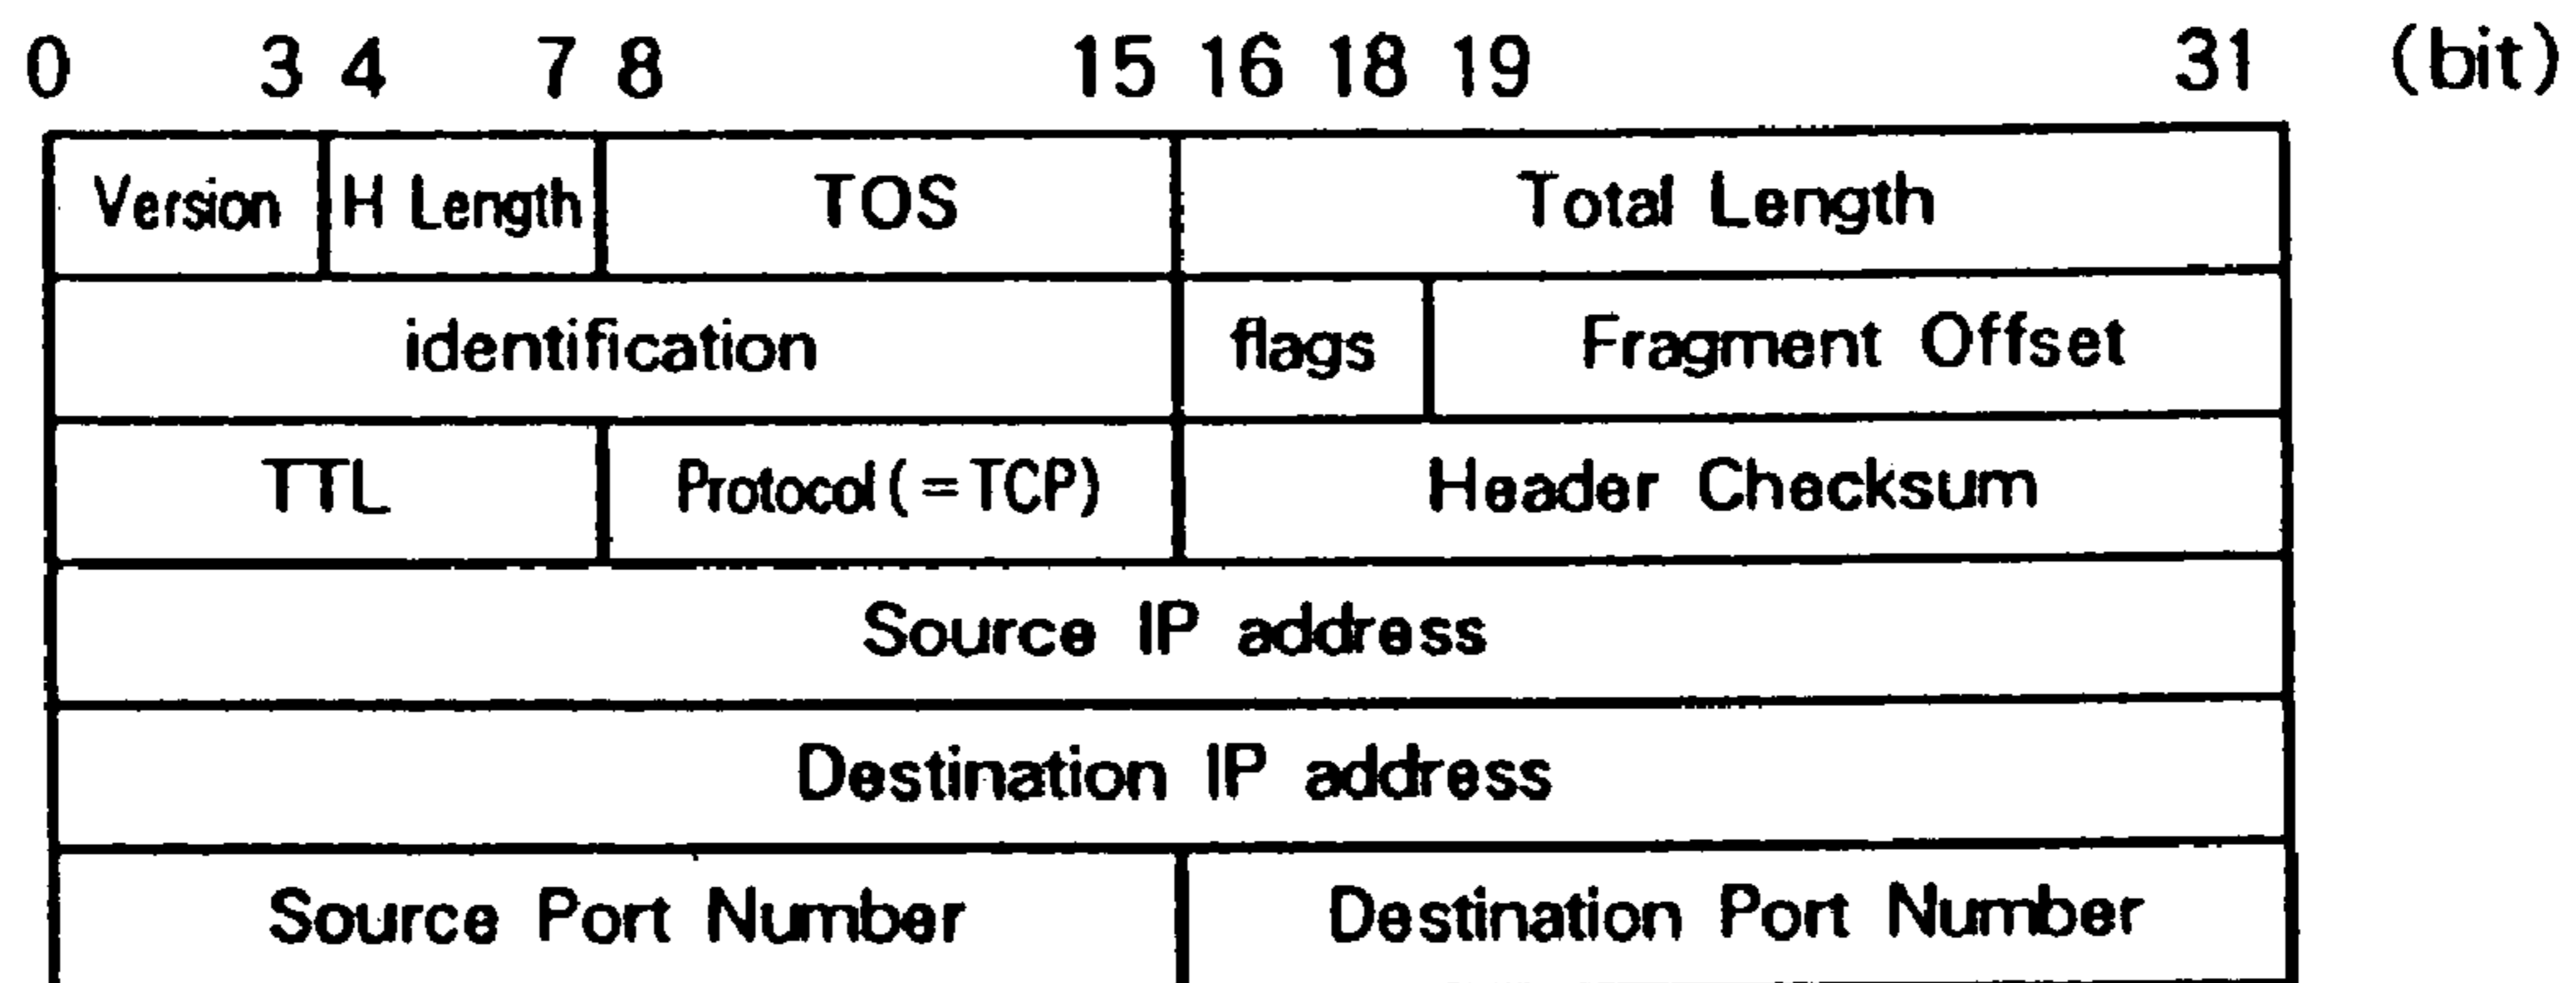 0 3 4 7 8 15 16 18 19 31 (bit)
Version H Length TOS Total Length
identification flags Fragment Offset
TTL Protocol(=TCP) Header Checksum
Source IP address
Destination IP address
Source Port Number Destination Port Number